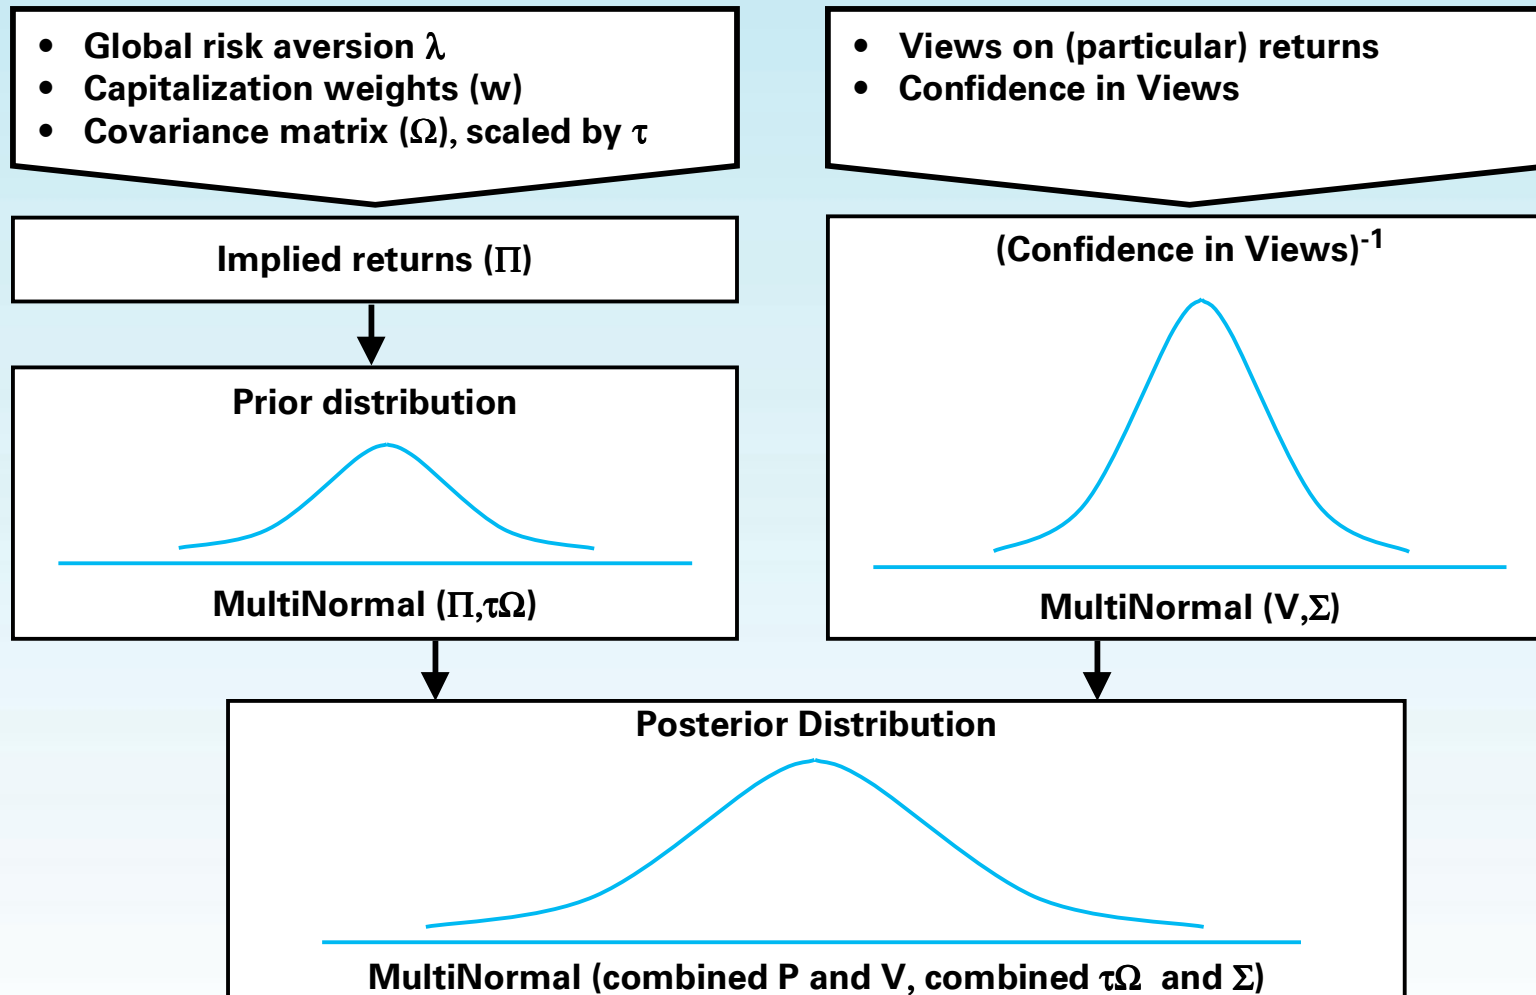 • Global risk aversion λ
• Capitalization weights (w)
• Covariance matrix (Ω), scaled by τ
Implied returns (Π)
Prior distribution
MultiNormal (Π,τΩ)
• Views on (particular) returns
• Confidence in Views
(Confidence in Views)⁻¹
MultiNormal (V,Σ)
Posterior Distribution
MultiNormal (combined P and V, combined τΩ and Σ)